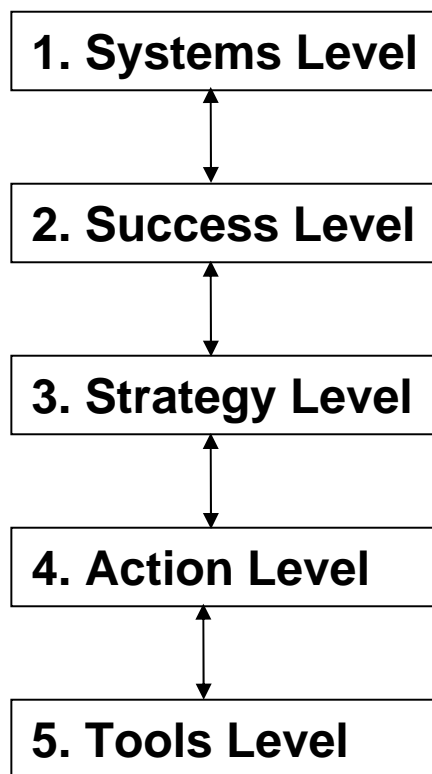 1. Systems Level
2. Success Level
3. Strategy Level
4. Action Level
5. Tools Level